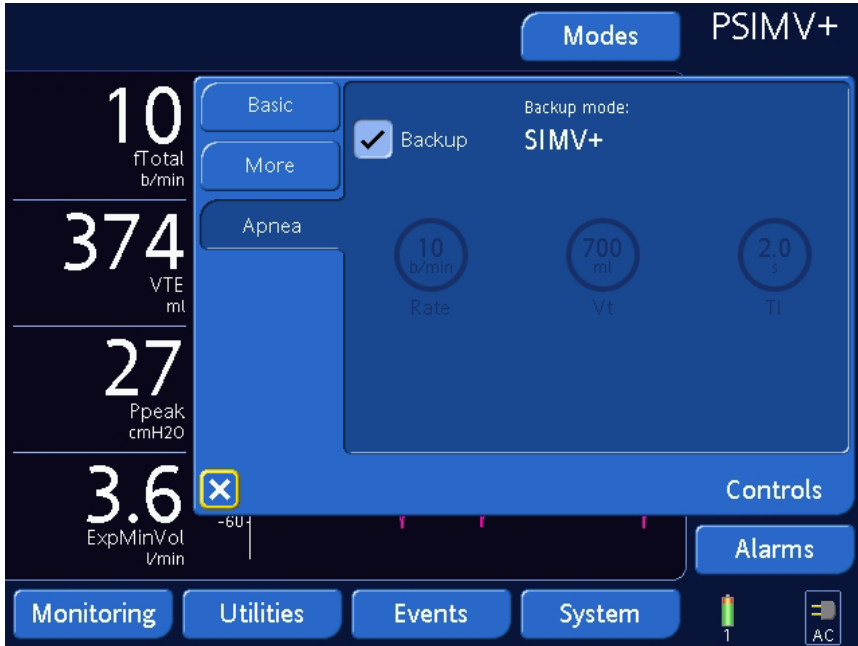 Modes
PSIMV+
10
fTotal
b/min
374
VTE
ml
27
Ppeak
cmH2O
3.6
ExpMinVol
l/min
Basic
More
Apnea
Backup
Backup mode:
SIMV+
10
b/min
Rate
700
ml
Vt
2.0
s
TI
Controls
-60
Alarms
Monitoring
Utilities
Events
System
1
AC